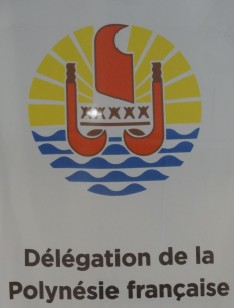 Délégation de la
Polynésie française